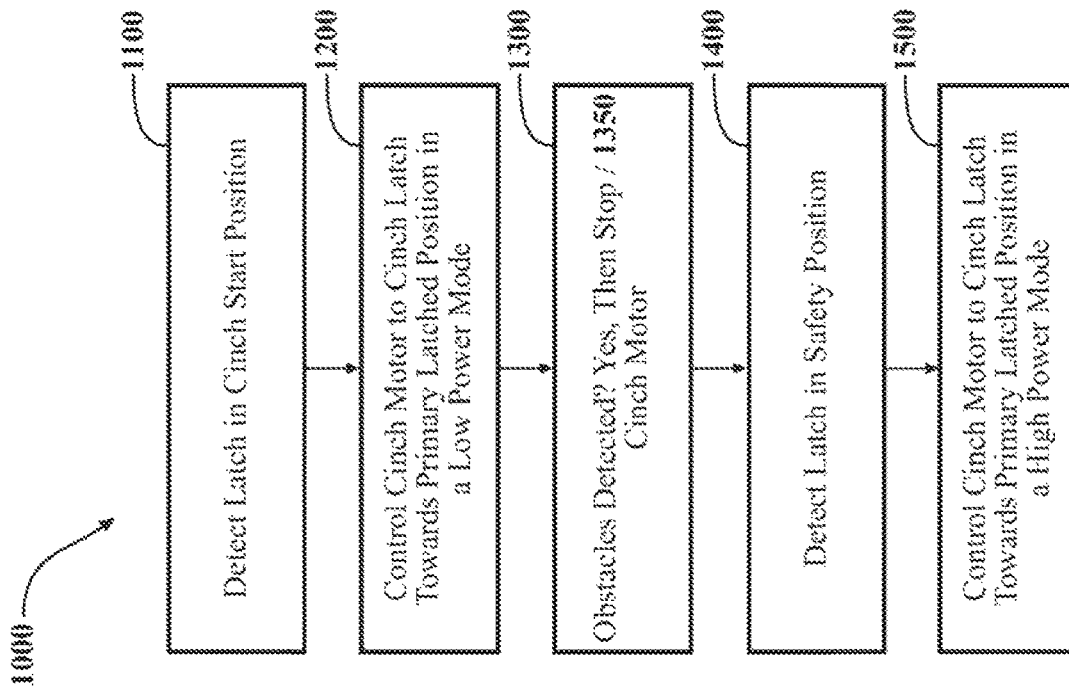 1000
1100
Detect Latch in Cinch Start Position
1200
Control Cinch Motor to Cinch Latch
Towards Primary Latched Position in
a Low Power Mode
1300
Obstacles Detected? Yes, Then Stop / 1350
Cinch Motor
1400
Detect Latch in Safety Position
1500
Control Cinch Motor to Cinch Latch
Towards Primary Latched Position in
a High Power Mode